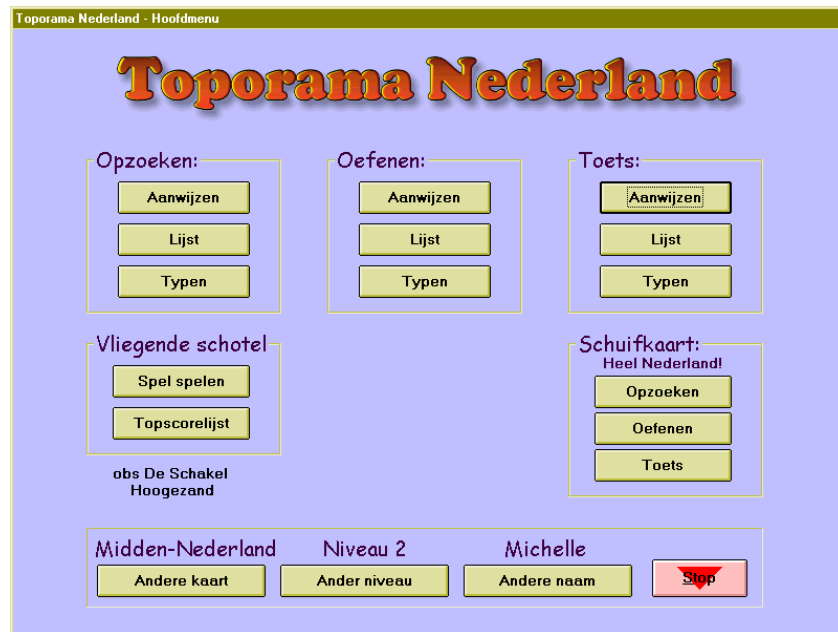 Toporama Nederland - Hoofdmenu
Toporama Nederland
Opzoeken:
Aanwijzen
Lijst
Typen
Oefenen:
Aanwijzen
Lijst
Typen
Toets:
Aanwijzen
Lijst
Typen
Vliegende schotel
Spel spelen
Topscorelijst
obs De Schakel
Hoogezand
Schuifkaart:
Heel Nederland!
Opzoeken
Oefenen
Toets
Midden-Nederland
Andere kaart
Niveau 2
Ander niveau
Michelle
Andere naam
Stop